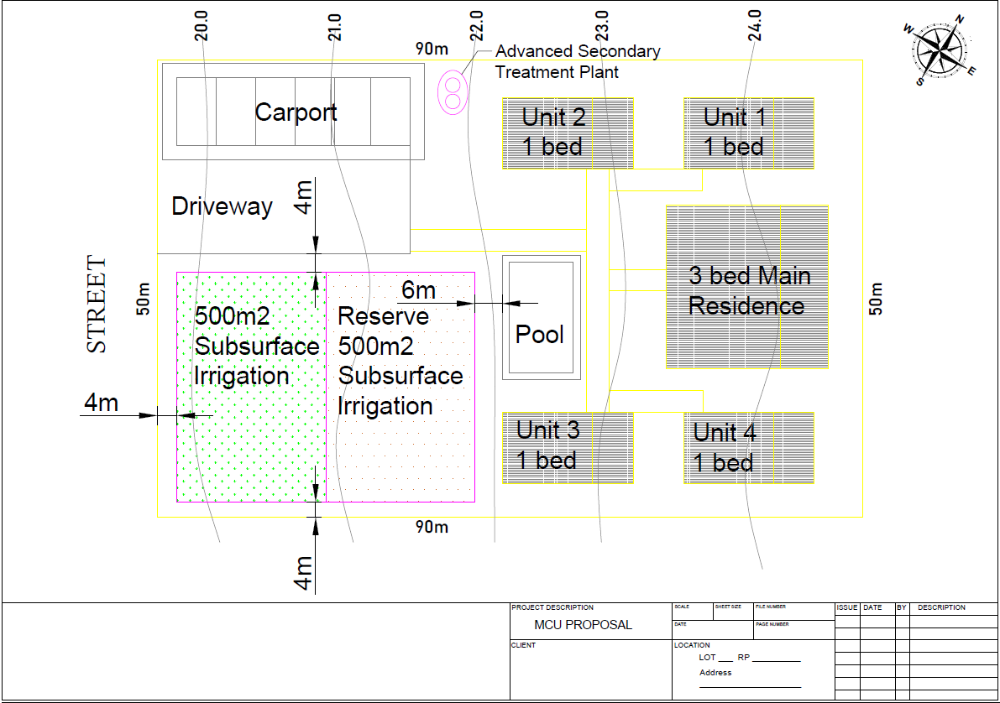 20.0
21.0
22.0
23.0
24.0
90m
N
W
E
S
Advanced Secondary
Treatment Plant
Carport
Unit 2
1 bed
Unit 1
1 bed
Driveway
4m
STREET
50m
3 bed Main
Residence
50m
6m
500m2
Subsurface
Irrigation
Reserve
500m2
Subsurface
Irrigation
Pool
4m
Unit 3
1 bed
Unit 4
1 bed
90m
4m
PROJECT DESCRIPTION
MCU PROPOSAL
CLIENT
SCALE
SHEET SIZE
FILE NUMBER
DATE
PAGE NUMBER
LOCATION
LOT ___ RP __________
Address
ISSUE DATE BY DESCRIPTION